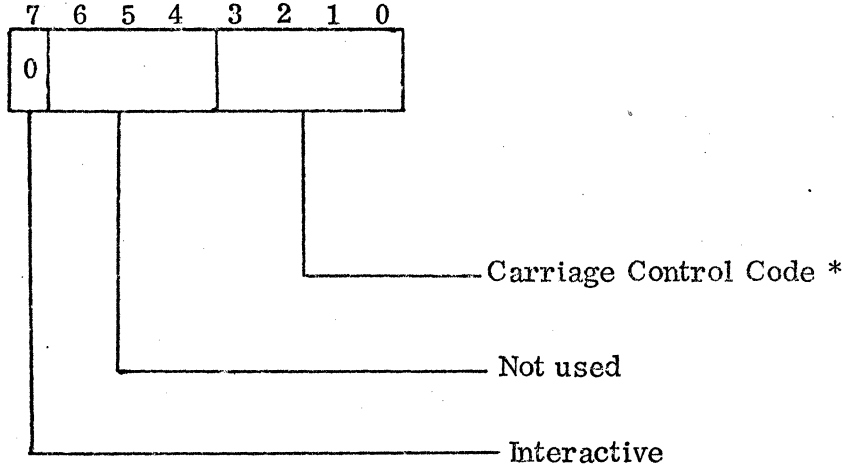 7 6 5 4 3 2 1 0
0
Carriage Control Code *
Not used
Interactive